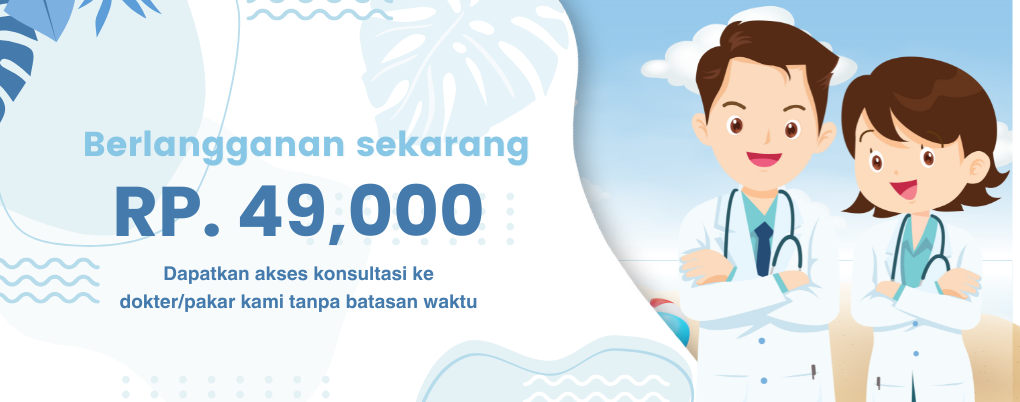 Berlangganan sekarang
RP. 49,000
Dapatkan akses konsultasi ke
dokter/pakar kami tanpa batasan waktu